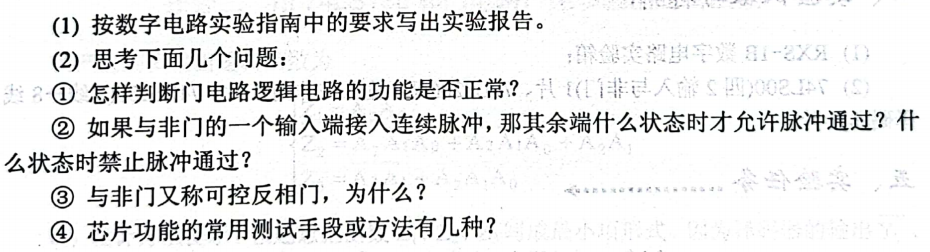 (1) 按数字电路实验指南中的要求写出实验报告。
(2) 思考下面几个问题：
① 怎样判断门电路逻辑电路的功能是否正常？
② 如果与非门的一个输入端接入连续脉冲，那其余端什么状态时才允许脉冲通过？什
么状态时禁止脉冲通过？
③ 与非门又称可控反相门，为什么？
④ 芯片功能的常用测试手段或方法有几种？